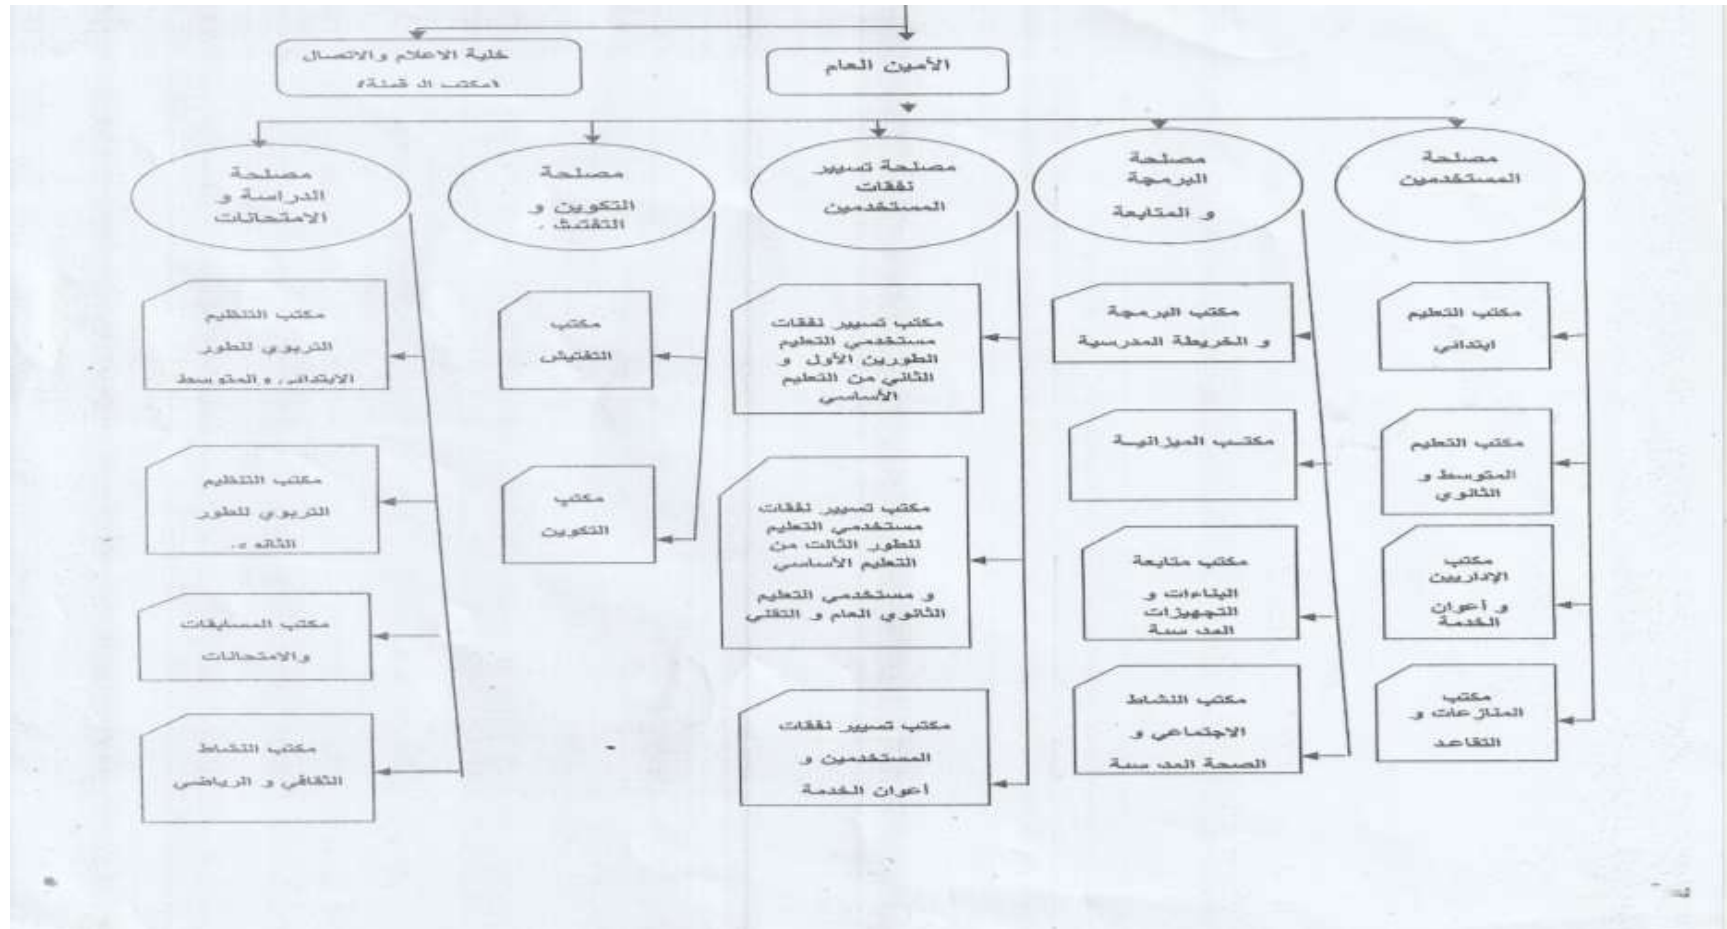 الأمين العام
خلية الاعلام والاتصال
(مكتب الرقمنة)
مصلحة
المستخدمين
مصلحة
البرمجة
و المتابعة
مصلحة تسيير
نفقات
المستخدمين
مصلحة
التكوين و
التفتيش .
مصلحة
الدراسة و
الامتحانات
مكتب التعليم
ابتدائي
مكتب التعليم
المتوسط و
الثانوي
مكتب
الإداريين
و أعوان
الخدمة
مكتب
المنازعات و
التقاعد
مكتب البرمجة
و الخريطة المدرسية
مكتب الميزانية
مكتب متابعة
البناءات و
التجهيزات
المدرسية
مكتب النشاط
الاجتماعي و
الصحة المدرسية
مكتب تسيير نفقات
مستخدمي التعليم
الطورين الأول و
الثاني من التعليم
الأساسي
مكتب تسيير نفقات
مستخدمي التعليم
للطور الثالث من
التعليم الأساسي
و مستخدمي التعليم
الثانوي العام و التقني
مكتب تسيير نفقات
المستخدمين و
أعوان الخدمة
مكتب
التفتيش
مكتب
التكوين
مكتب التنظيم
التربوي للطور
الابتدائي و المتوسط
مكتب التنظيم
التربوي للطور
الثانوي.
مكتب المسابقات
والامتحانات
مكتب النشاط
الثقافي و الرياضي